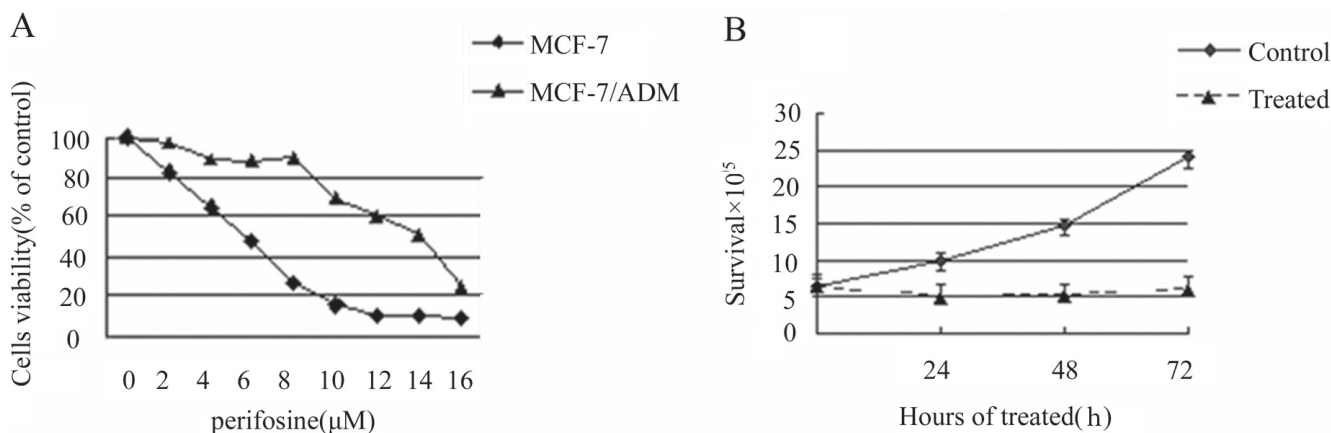 A
MCF-7
MCF-7/ADM
Cells viability(% of control)
100
80
60
40
20
0
0 2 4 6 8 10 12 14 16
perifosine(μM)
B
Control
Treated
Survival×10⁵
30
25
20
15
10
5
0
24 48 72
Hours of treated(h)